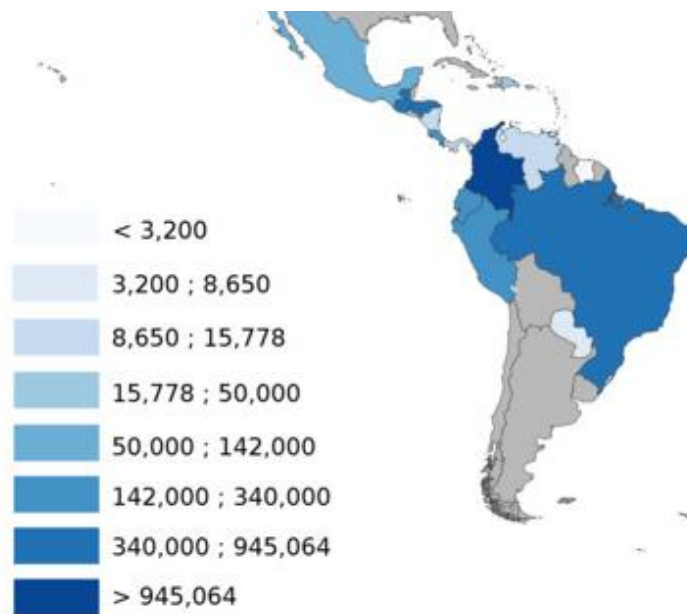 < 3,200
3,200 ; 8,650
8,650 ; 15,778
15,778 ; 50,000
50,000 ; 142,000
142,000 ; 340,000
340,000 ; 945,064
> 945,064